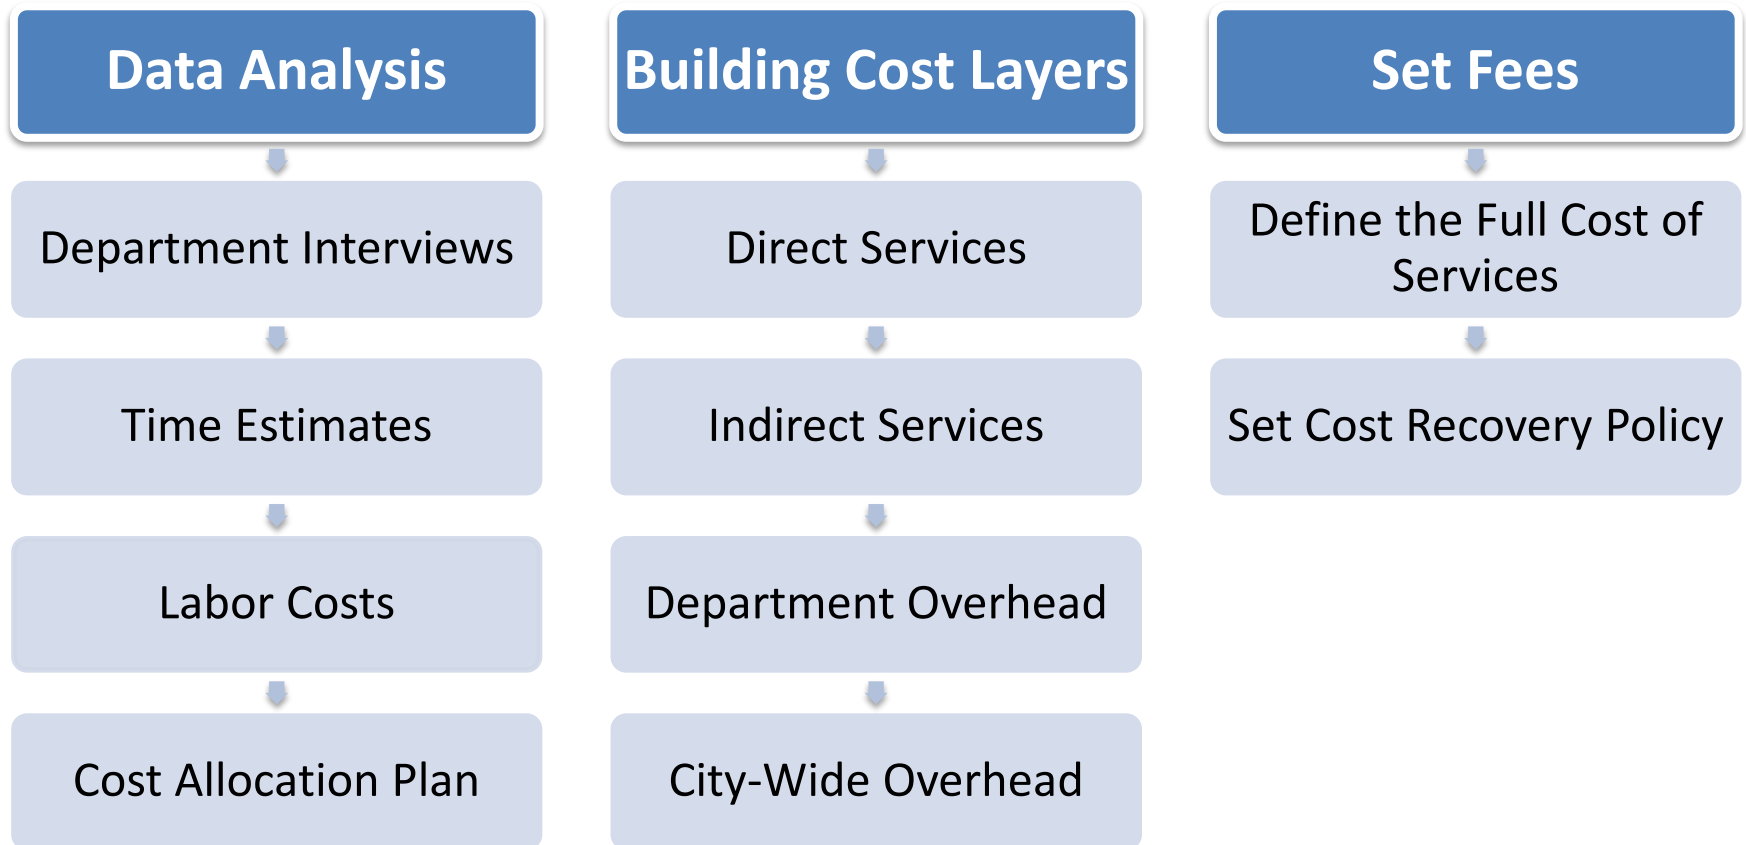 Data Analysis
Department Interviews
Time Estimates
Labor Costs
Cost Allocation Plan
Building Cost Layers
Direct Services
Indirect Services
Department Overhead
City-Wide Overhead
Set Fees
Define the Full Cost of
Services
Set Cost Recovery Policy